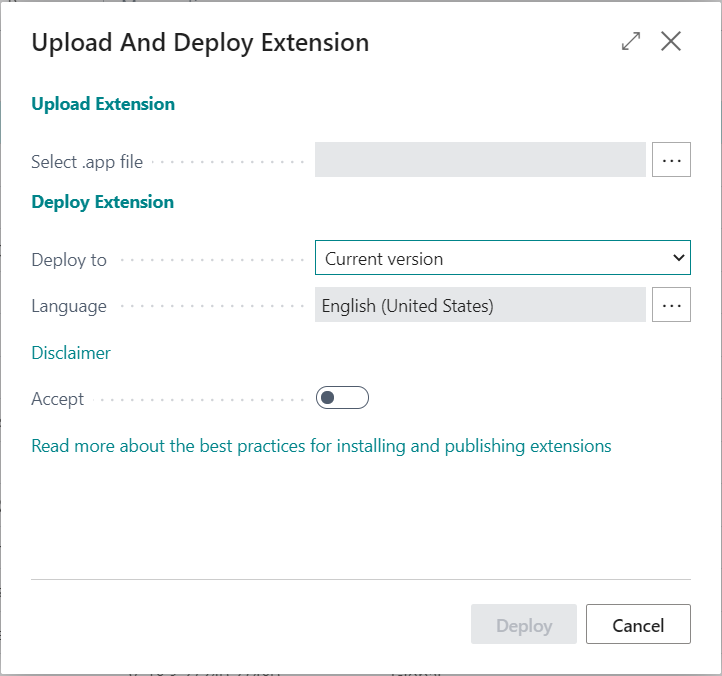 Upload And Deploy Extension
Upload Extension
Select .app file
Deploy Extension
Deploy to Current version
Language English (United States)
Disclaimer
Accept
Read more about the best practices for installing and publishing extensions
Deploy Cancel